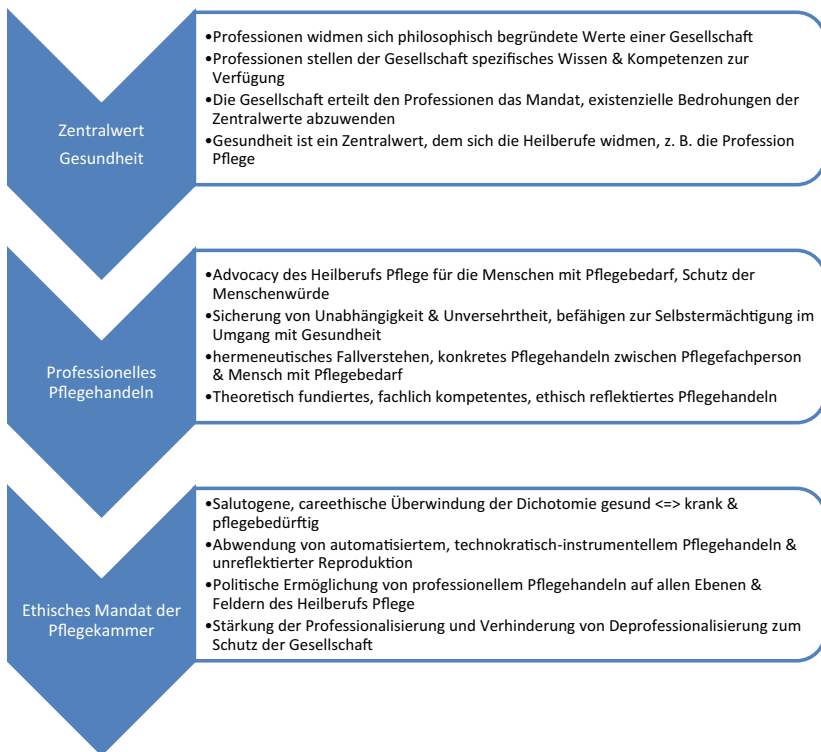 Zentralwert
Gesundheit
•Professionen widmen sich philosophisch begründete Werte einer Gesellschaft
•Professionen stellen der Gesellschaft spezifisches Wissen & Kompetenzen zur
Verfügung
•Die Gesellschaft erteilt den Professionen das Mandat, existenzielle Bedrohungen der
Zentralwerte abzuwenden
•Gesundheit ist ein Zentralwert, dem sich die Heilberufe widmen, z. B. die Profession
Pflege
Professionelles
Pflegehandeln
•Advocacy des Heilberufs Pflege für die Menschen mit Pflegebedarf, Schutz der
Menschenwürde
•Sicherung von Unabhängigkeit & Unversehrtheit, befähigen zur Selbstermächtigung im
Umgang mit Gesundheit
•hermeneutisches Fallverstehen, konkretes Pflegehandeln zwischen Pflegefachperson
& Mensch mit Pflegebedarf
•Theoretisch fundiertes, fachlich kompetentes, ethisch reflektiertes Pflegehandeln
Ethisches Mandat der
Pflegekammer
•Salutogene, careethische Überwindung der Dichotomie gesund <=> krank &
pflegebedürftig
•Abwendung von automatisiertem, technokratisch-instrumentellem Pflegehandeln &
unreflektierter Reproduktion
•Politische Ermöglichung von professionellem Pflegehandeln auf allen Ebenen &
Feldern des Heilberufs Pflege
•Stärkung der Professionalisierung und Verhinderung von Deprofessionalisierung zum
Schutz der Gesellschaft